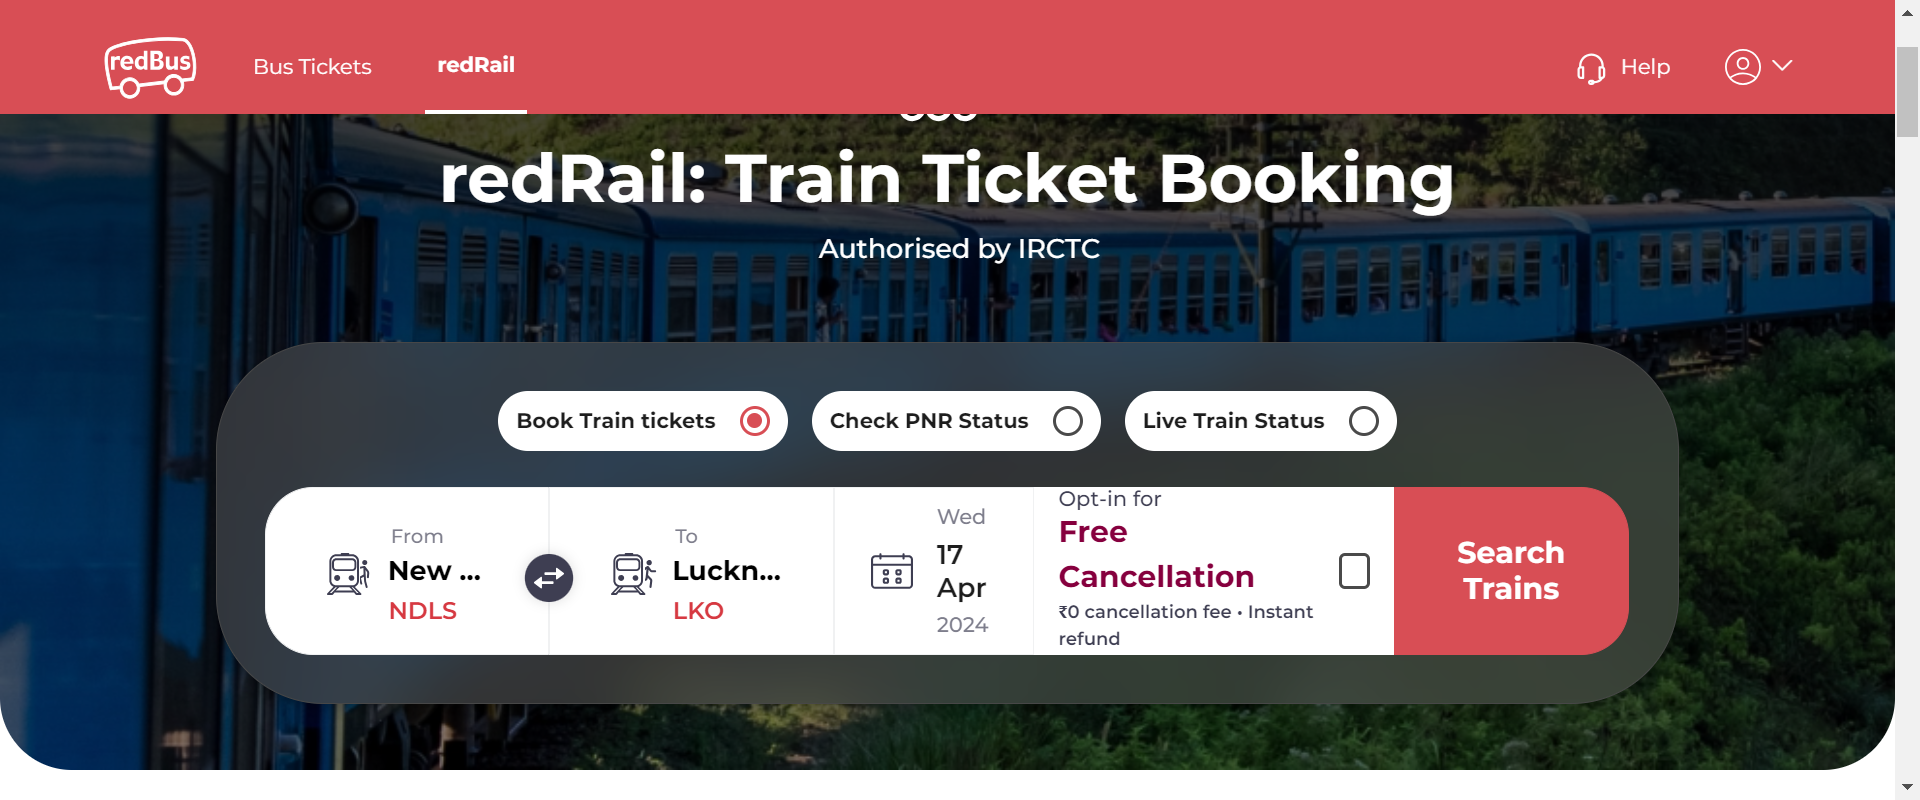 redBus
Bus Tickets
redRail
Help
redRail: Train Ticket Booking
Authorised by IRCTC
Book Train tickets
Check PNR Status
Live Train Status
From
New ...
NDLS
To
Luckn...
LKO
Wed
17
Apr
2024
Opt-in for
Free
Cancellation
₹0 cancellation fee • Instant
refund
Search
Trains